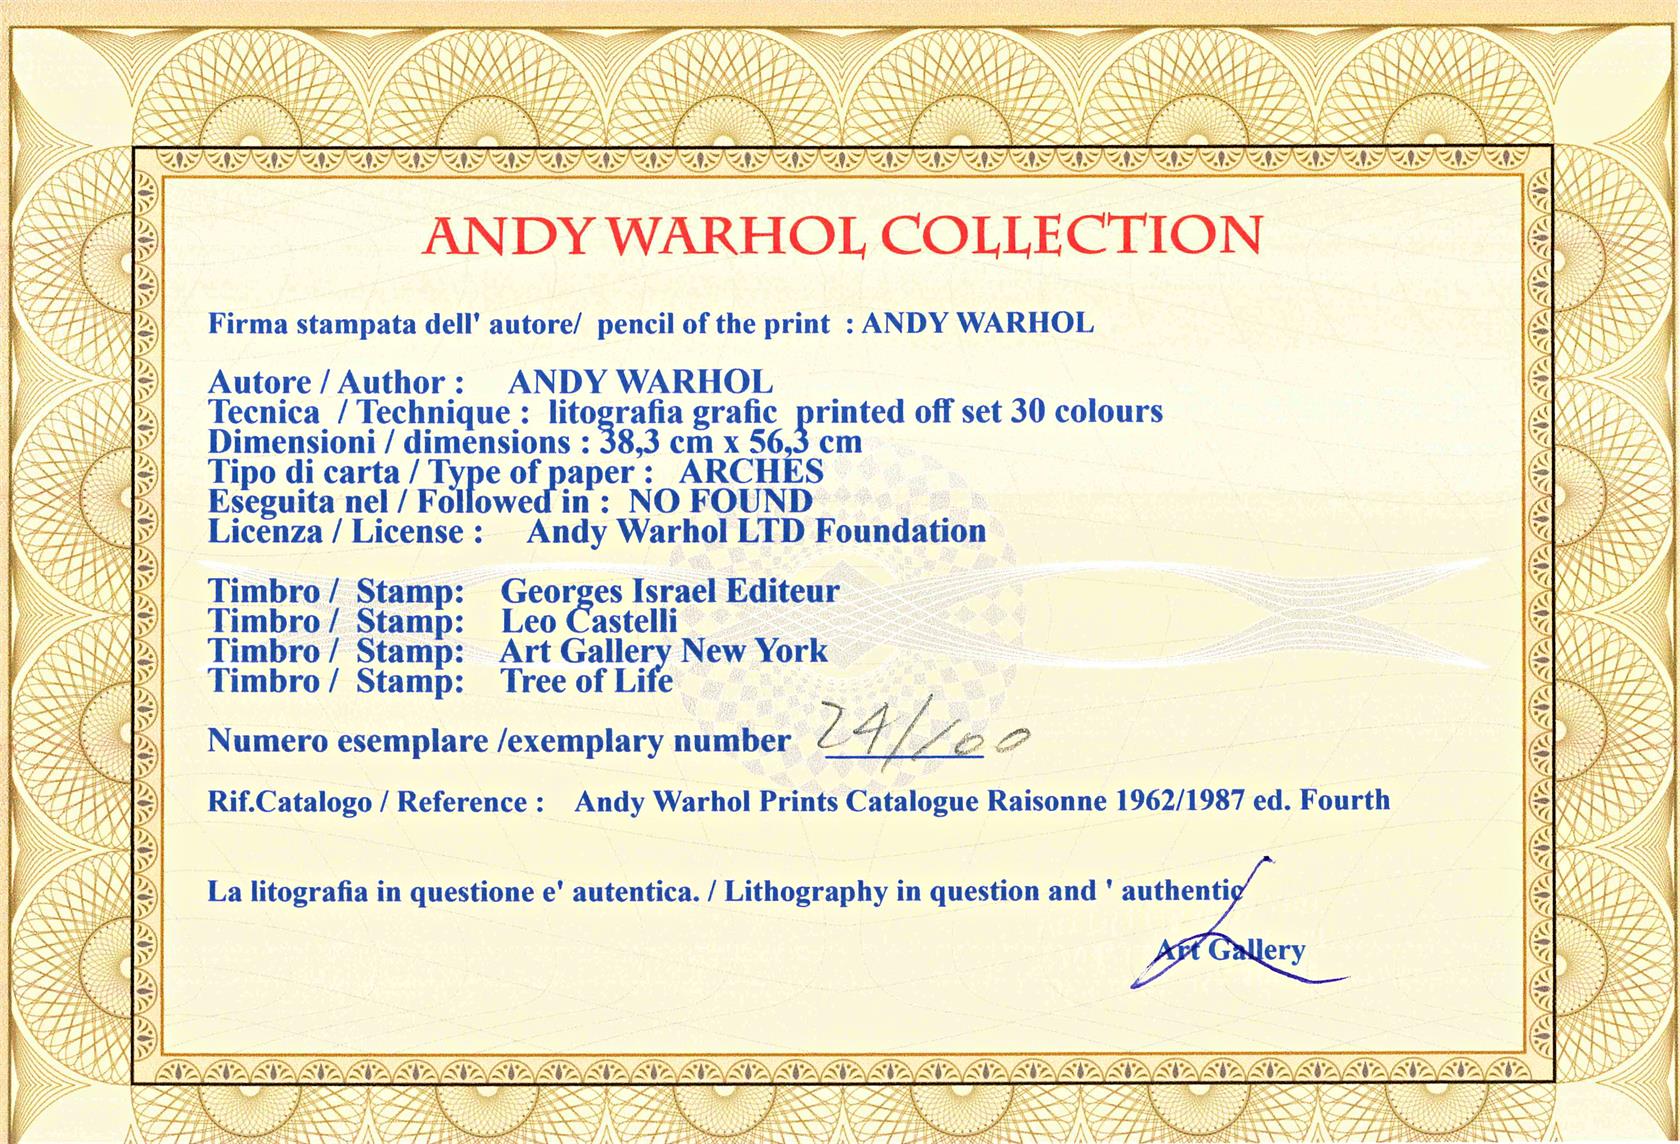 ANDY WARHOL COLLECTION
Firma stampata dell' autore/ pencil of the print : ANDY WARHOL
Autore / Author : ANDY WARHOL
Tecnica / Technique : litografia grafic printed off set 30 colours
Dimensioni / dimensions : 38,3 cm x 56,3 cm
Tipo di carta / Type of paper : ARCHES
Eseguita nel / Followed in : NO FOUND
Licenza / License : Andy Warhol LTD Foundation
Timbro / Stamp: Georges Israel Editeur
Timbro / Stamp: Leo Castelli
Timbro / Stamp: Art Gallery New York
Timbro / Stamp: Tree of Life
Numero esemplare /exemplary number 24/100
Rif.Catalogo / Reference : Andy Warhol Prints Catalogue Raisonne 1962/1987 ed. Fourth
La litografia in questione e' autentica. / Lithography in question and ' authentic
Art Gallery